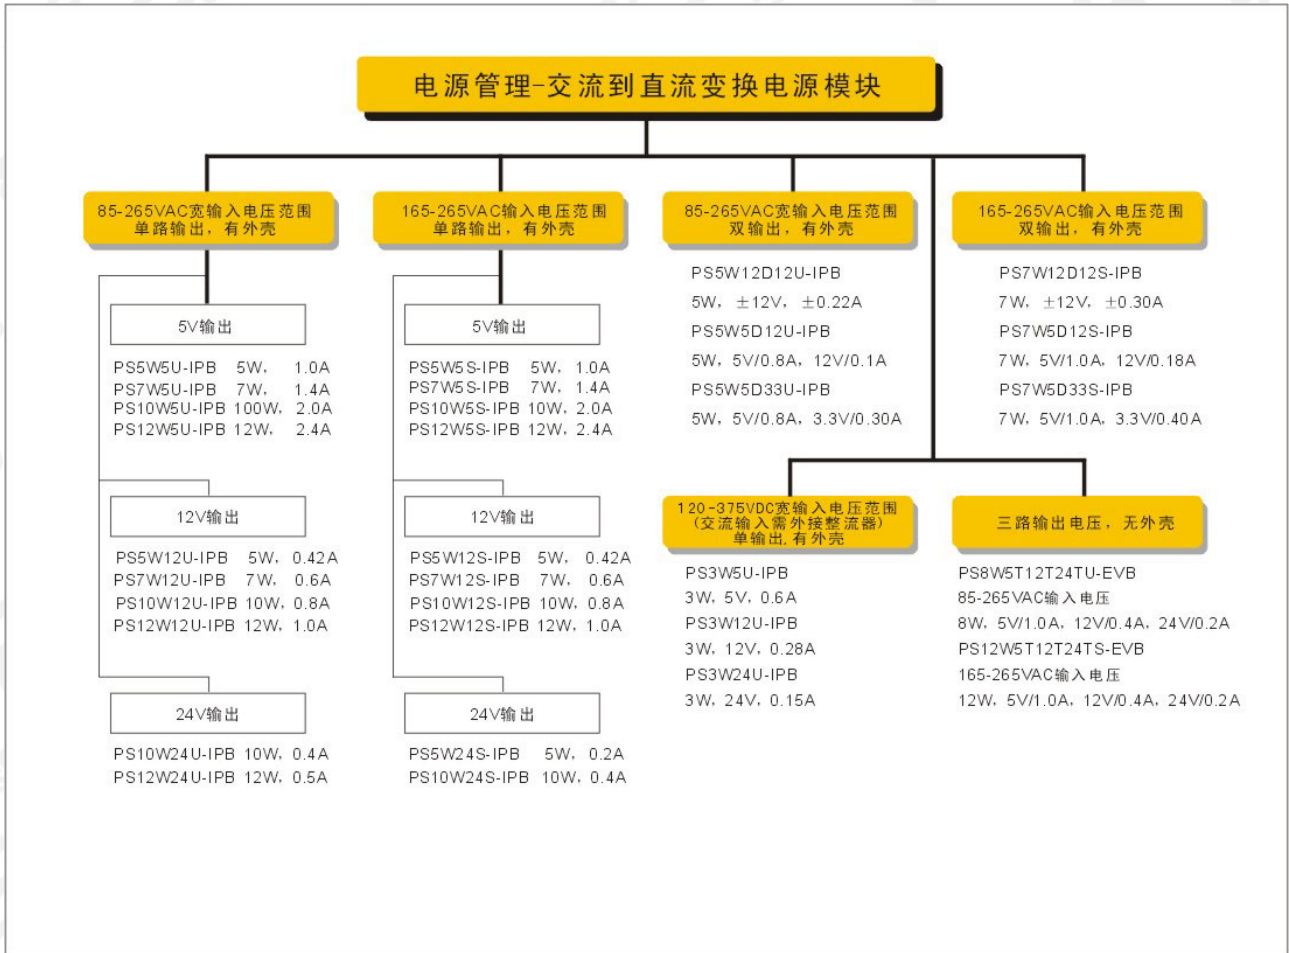 电源管理-交流到直流变换电源模块
85-265VAC宽输入电压范围
单路输出，有外壳
5V输出
PS5W5U-IPB 5W， 1.0A
PS7W5U-IPB 7W， 1.4A
PS10W5U-IPB 100W，2.0A
PS12W5U-IPB 12W， 2.4A
12V输出
PS5W12U-IPB 5W，0.42A
PS7W12U-IPB 7W，0.6A
PS10W12U-IPB 10W，0.8A
PS12W12U-IPB 12W，1.0A
24V输出
PS10W24U-IPB 10W，0.4A
PS12W24U-IPB 12W，0.5A
165-265VAC输入电压范围
单路输出，有外壳
5V输出
PS5W5S-IPB 5W，1.0A
PS7W5S-IPB 7W，1.4A
PS10W5S-IPB 10W，2.0A
PS12W5S-IPB 12W，2.4A
12V输出
PS5W12S-IPB 5W，0.42A
PS7W12S-IPB 7W，0.6A
PS10W12S-IPB 10W，0.8A
PS12W12S-IPB 12W，1.0A
24V输出
PS5W24S-IPB 5W，0.2A
PS10W24S-IPB 10W，0.4A
85-265VAC宽输入电压范围
双输出，有外壳
PS5W12D12U-IPB
5W，±12V，±0.22A
PS5W5D12U-IPB
5W，5V/0.8A，12V/0.1A
PS5W5D33U-IPB
5W，5V/0.8A，3.3V/0.30A
165-265VAC输入电压范围
双输出，有外壳
PS7W12D12S-IPB
7W，±12V，±0.30A
PS7W5D12S-IPB
7W，5V/1.0A，12V/0.18A
PS7W5D33S-IPB
7W，5V/1.0A，3.3V/0.40A
120-375VDC宽输入电压范围
(交流输入需外接整流器)
单输出,有外壳
PS3W5U-IPB
3W，5V，0.6A
PS3W12U-IPB
3W，12V，0.28A
PS3W24U-IPB
3W，24V，0.15A
三路输出电压，无外壳
PS8W5T12T24TU-EVB
85-265VAC输入电压
8W，5V/1.0A，12V/0.4A，24V/0.2A
PS12W5T12T24TS-EVB
165-265VAC输入电压
12W，5V/1.0A，12V/0.4A，24V/0.2A